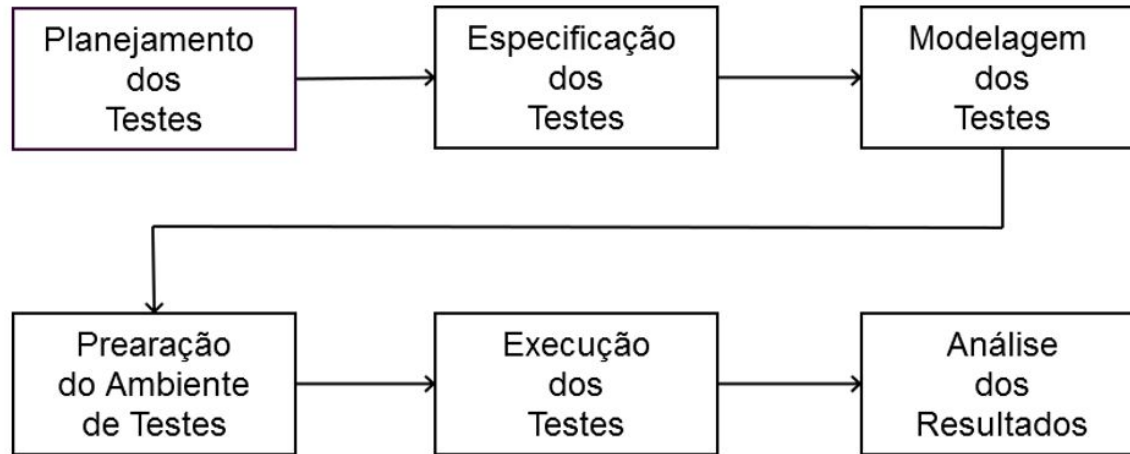 Planejamento
dos
Testes
Especificação
dos
Testes
Modelagem
dos
Testes
Prearação
do Ambiente
de Testes
Execução
dos
Testes
Análise
dos
Resultados